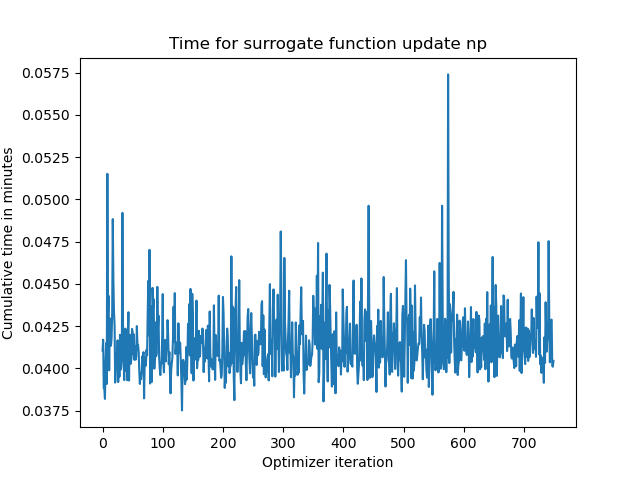 Time for surrogate function update np
Cumulative time in minutes
0.0575
0.0550
0.0525
0.0500
0.0475
0.0450
0.0425
0.0400
0.0375
0 100 200 300 400 500 600 700
Optimizer iteration